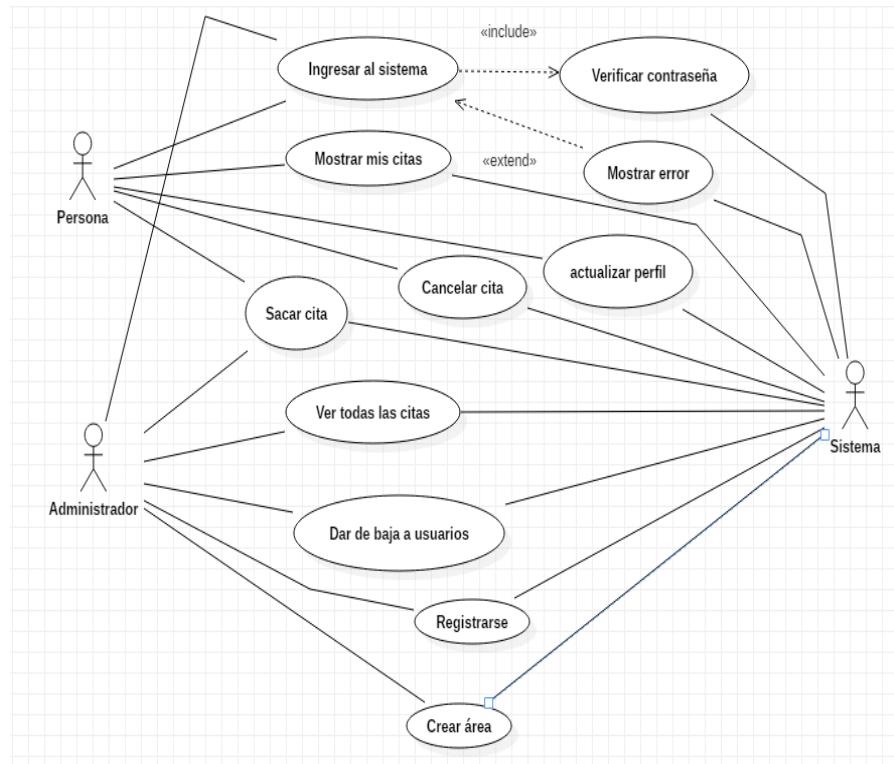 «include»
Ingresar al sistema
Verificar contraseña
Mostrar mis citas
«extend»
Mostrar error
Persona
actualizar perfil
Cancelar cita
Sacar cita
Ver todas las citas
Sistema
Administrador
Dar de baja a usuarios
Registrarse
Crear área